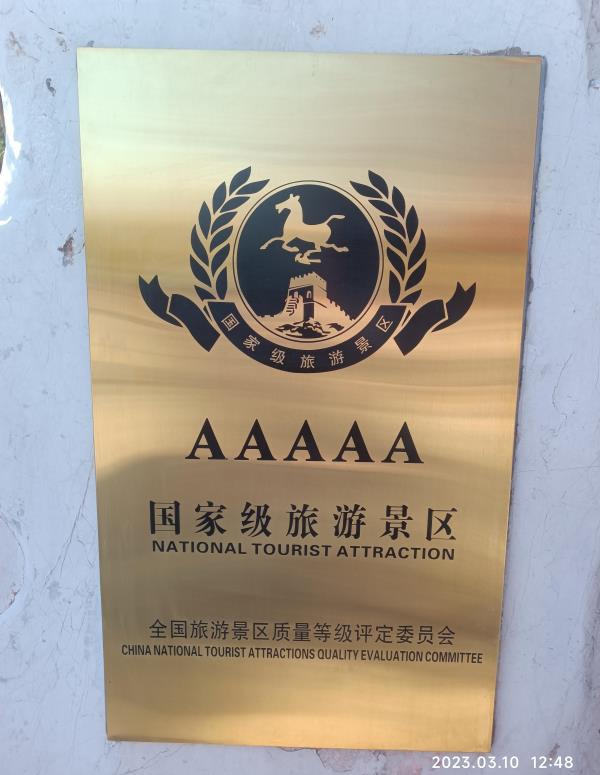 国家级旅游景区
AAAAA
国家级旅游景区
NATIONAL TOURIST ATTRACTION
全国旅游景区质量等级评定委员会
CHINA NATIONAL TOURIST ATTRACTIONS QUALITY EVALUATION COMMITTEE
2023.03.10 12:48